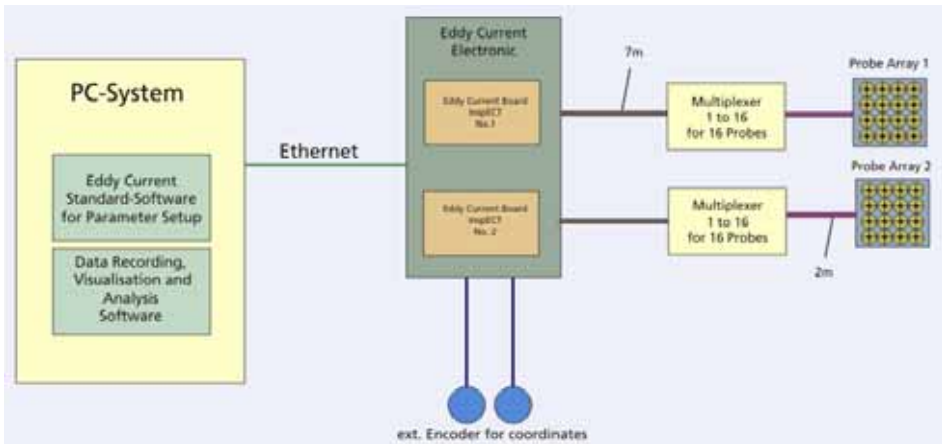 PC-System
Eddy Current
Standard-Software
for Parameter Setup
Data Recording,
Visualisation and
Analysis
Software
Ethernet
Eddy Current
Electronic
Eddy Current Board
InspECT
No.1
Eddy Current Board
InspECT
No. 2
ext. Encoder for coordinates
7m
Multiplexer
1 to 16
for 16 Probes
Probe Array 1
Multiplexer
1 to 16
for 16 Probes
Probe Array 2
2m